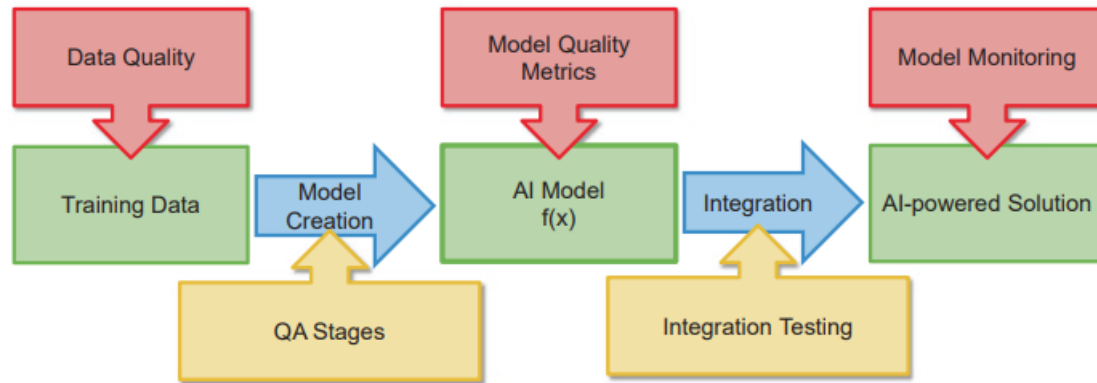 Data Quality
Model Quality
Metrics
Model Monitoring
Training Data
Model
Creation
AI Model
f(x)
Integration
AI-powered Solution
QA Stages
Integration Testing